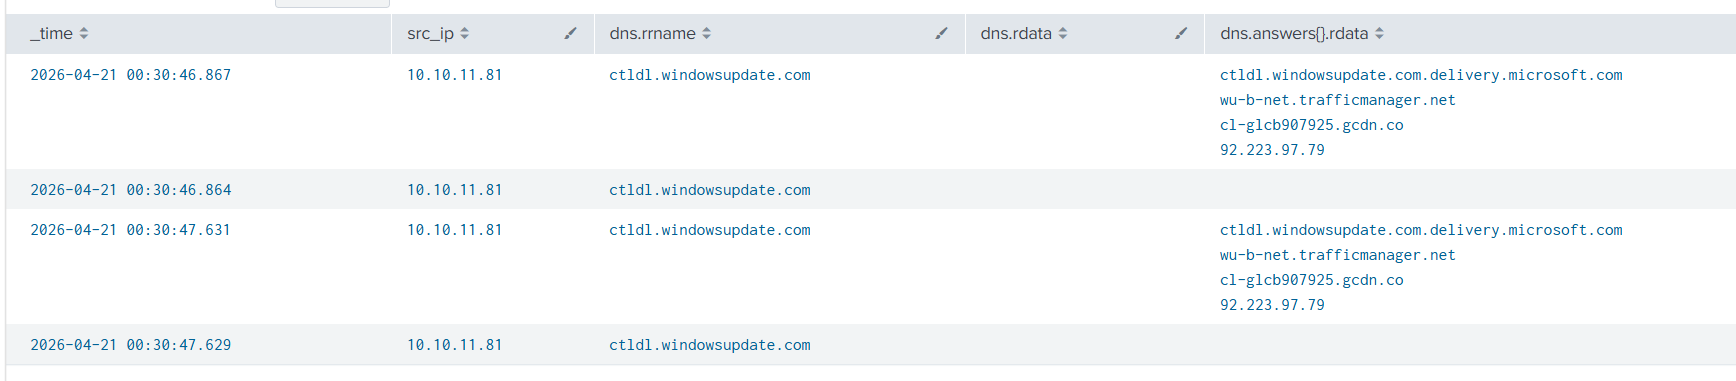 _time src_ip dns.rrname dns.rdata dns.answers{}.rdata
2026-04-21 00:30:46.867 10.10.11.81 ctldl.windowsupdate.com ctldl.windowsupdate.com.delivery.microsoft.com
wu-b-net.trafficmanager.net
cl-glcb907925.gcdn.co
92.223.97.79
2026-04-21 00:30:46.864 10.10.11.81 ctldl.windowsupdate.com
2026-04-21 00:30:47.631 10.10.11.81 ctldl.windowsupdate.com ctldl.windowsupdate.com.delivery.microsoft.com
wu-b-net.trafficmanager.net
cl-glcb907925.gcdn.co
92.223.97.79
2026-04-21 00:30:47.629 10.10.11.81 ctldl.windowsupdate.com